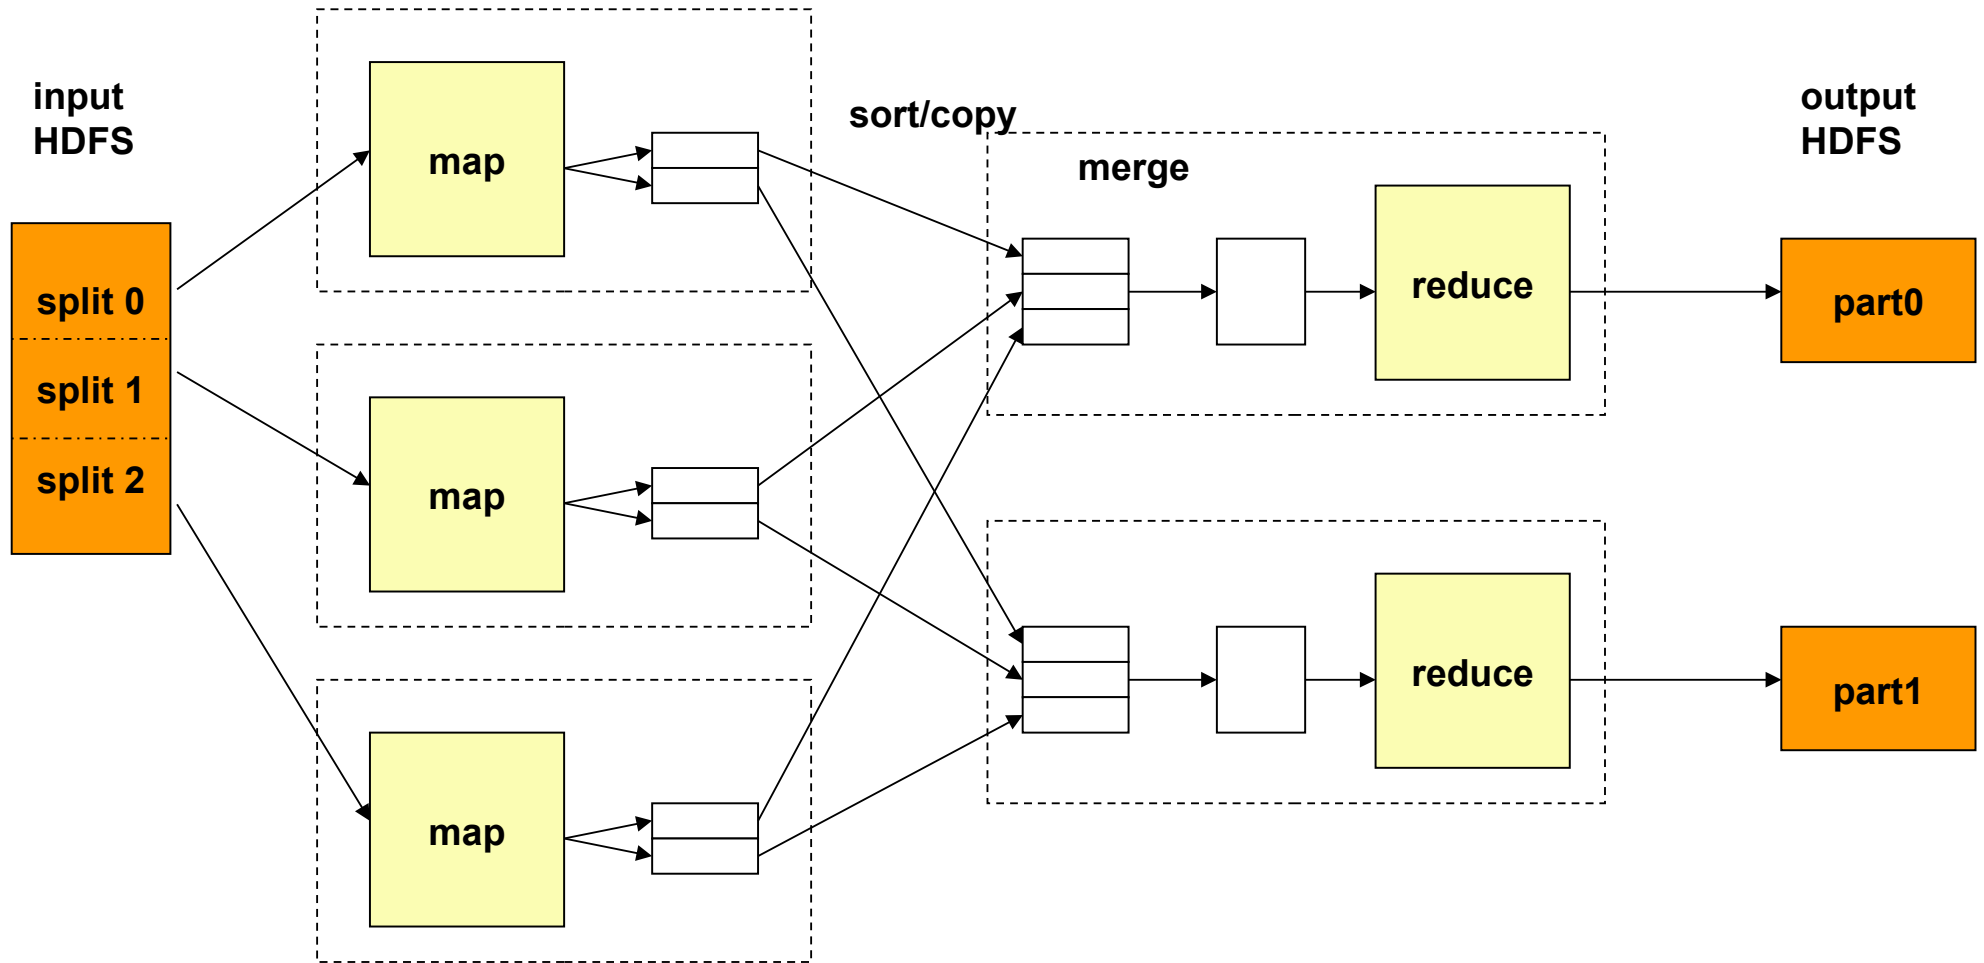 input
HDFS
split 0
split 1
split 2
map
map
map
sort/copy
merge
reduce
reduce
output
HDFS
part0
part1